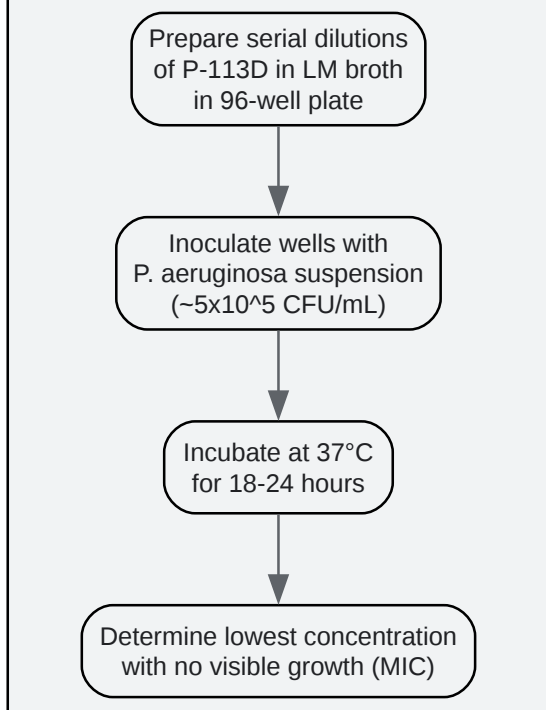 Prepare serial dilutions
of P-113D in LM broth
in 96-well plate
Inoculate wells with
P. aeruginosa suspension
(~5x10^5 CFU/mL)
Incubate at 37°C
for 18-24 hours
Determine lowest concentration
with no visible growth (MIC)